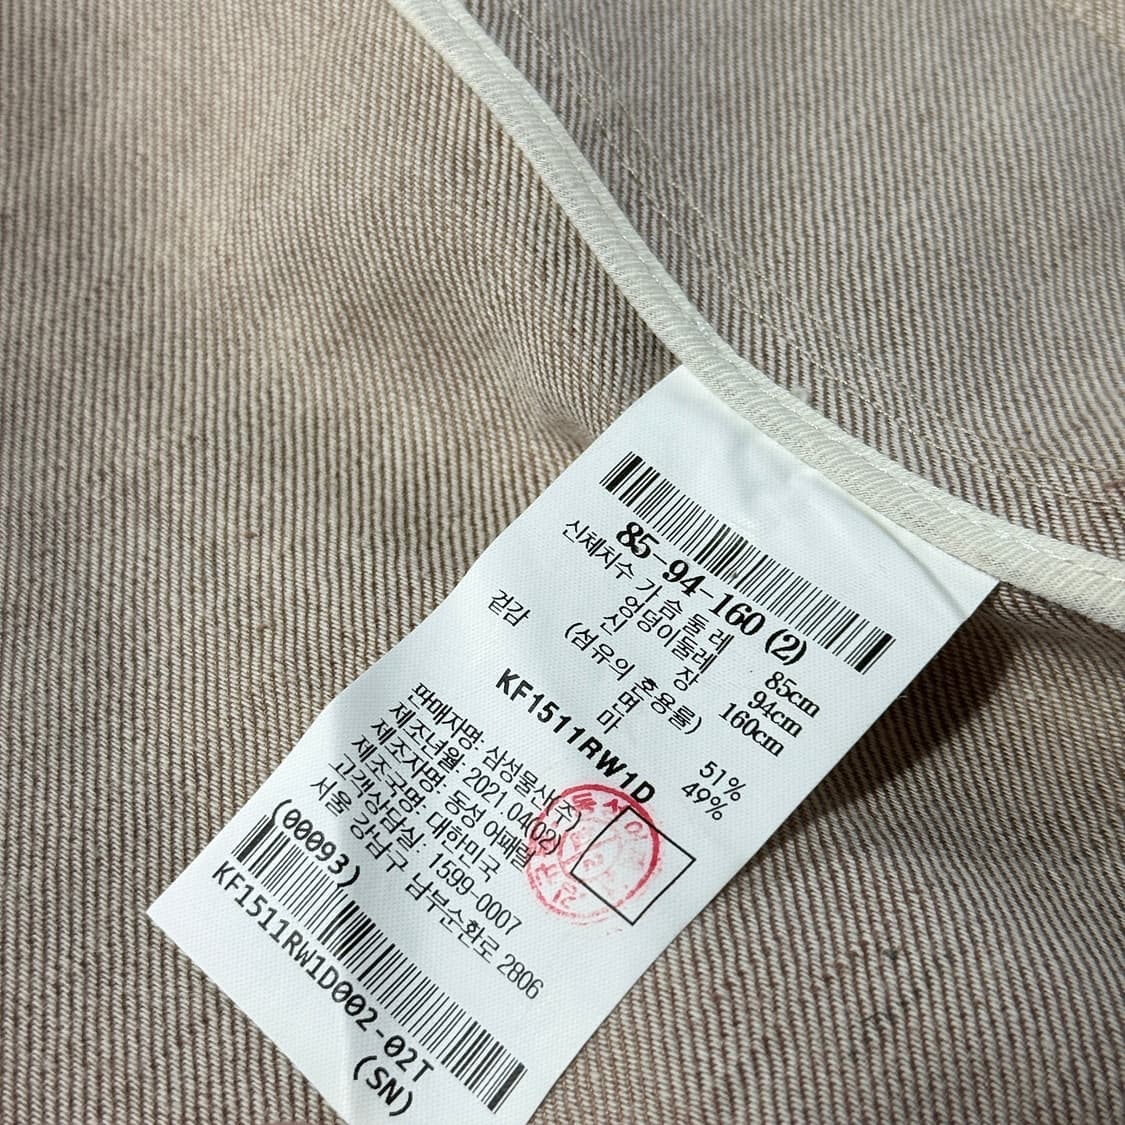 85-94-160 (2)
신체치수 가슴둘레 85cm
엉덩이둘레 94cm
신 장 160cm
(섬유의 혼용률)
겉감 면 51%
마 49%
KF1511RW1D
판매자명: 삼성물산(주)
제조년월: 2021.04(02)
제조자명: 동성 어패럴
제조국명: 대한민국
고객상담실: 1599-0007
서울 강남구 남부순환로 2806
(00093)
KF1511RW1D002-02T
(SN)